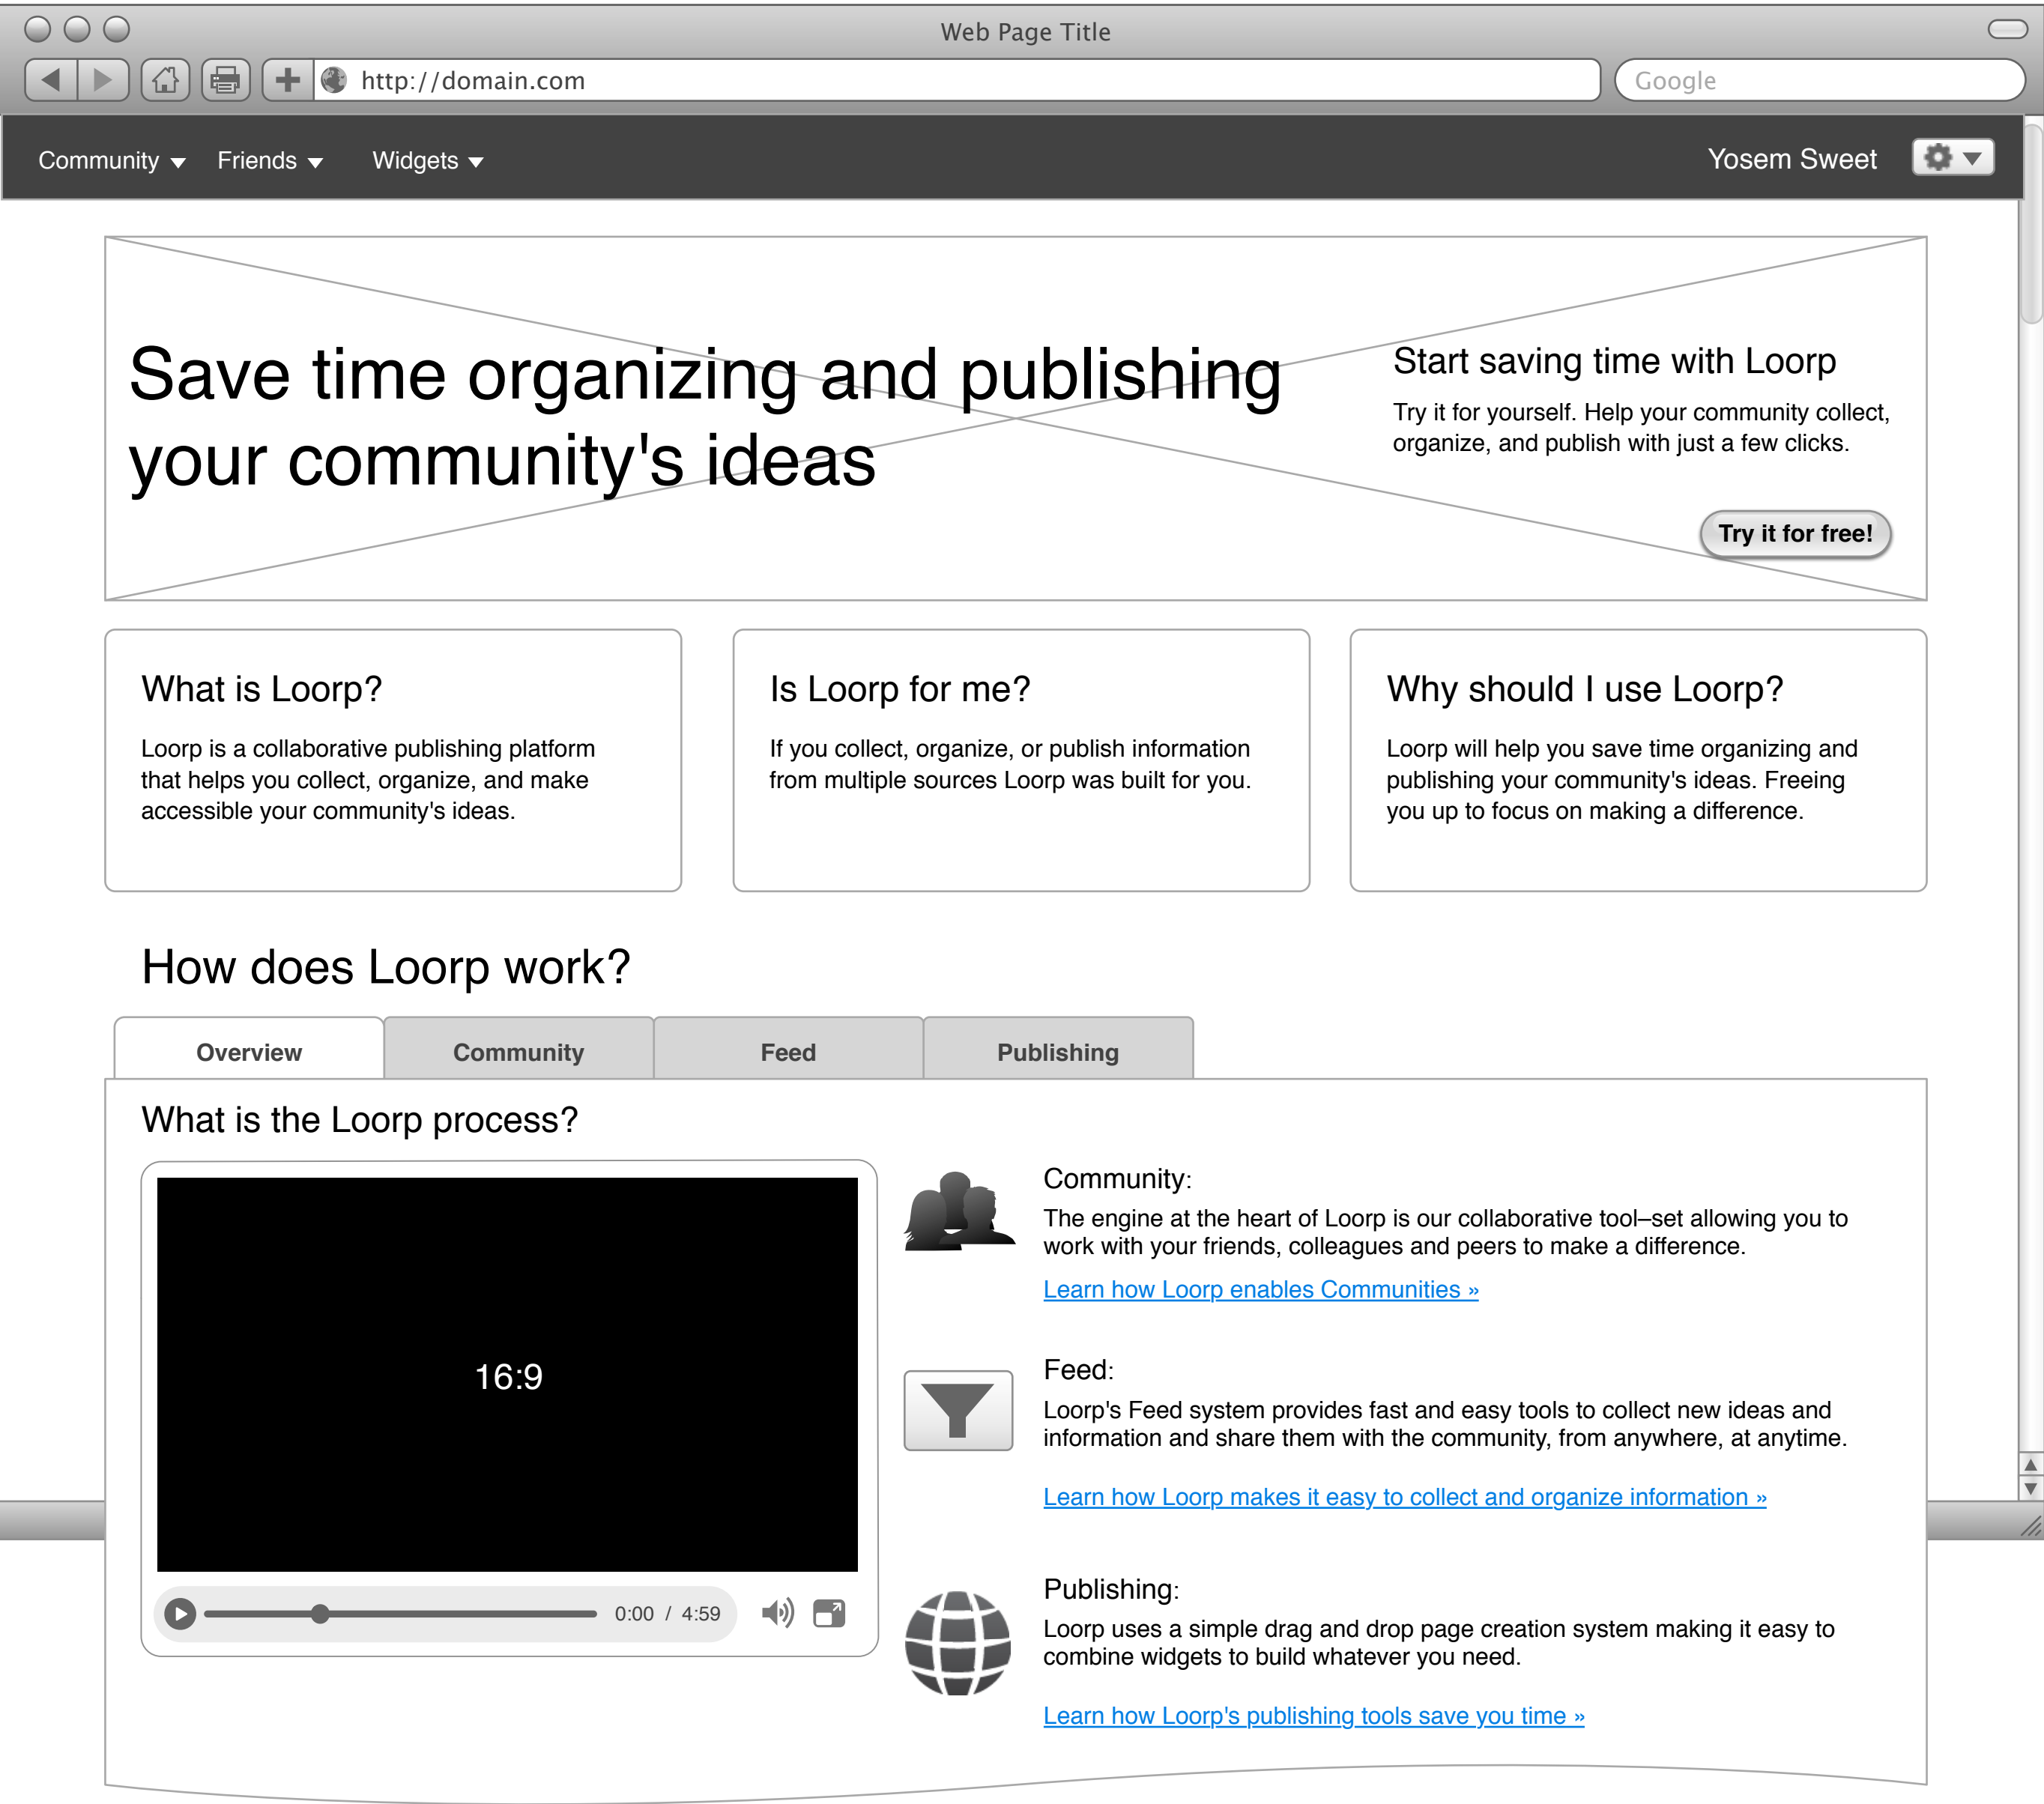 Web Page Title
http://domain.com
Google
Community
Friends
Widgets
Yosem Sweet
Save time organizing and publishing
your community's ideas
Start saving time with Loorp
Try it for yourself. Help your community collect,
organize, and publish with just a few clicks.
Try it for free!
What is Loorp?
Loorp is a collaborative publishing platform
that helps you collect, organize, and make
accessible your community's ideas.
Is Loorp for me?
If you collect, organize, or publish information
from multiple sources Loorp was built for you.
Why should I use Loorp?
Loorp will help you save time organizing and
publishing your community's ideas. Freeing
you up to focus on making a difference.
How does Loorp work?
Overview
Community
Feed
Publishing
What is the Loorp process?
16:9
0:00 / 4:59
Community:
The engine at the heart of Loorp is our collaborative tool–set allowing you to
work with your friends, colleagues and peers to make a difference.
Learn how Loorp enables Communities »
Feed:
Loorp's Feed system provides fast and easy tools to collect new ideas and
information and share them with the community, from anywhere, at anytime.
Learn how Loorp makes it easy to collect and organize information »
Publishing:
Loorp uses a simple drag and drop page creation system making it easy to
combine widgets to build whatever you need.
Learn how Loorp's publishing tools save you time »